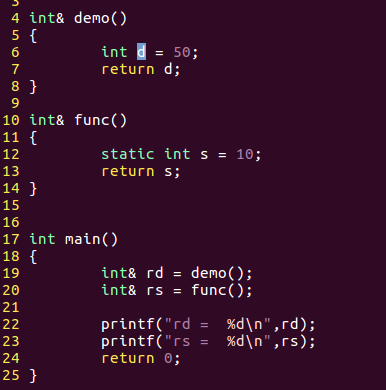 3
4 int& demo()
5 {
6         int d = 50;
7         return d;
8 }
9
10 int& func()
11 {
12         static int s = 10;
13         return s;
14 }
15
16
17 int main()
18 {
19         int& rd = demo();
20         int& rs = func();
21
22         printf("rd =  %d\n",rd);
23         printf("rs =  %d\n",rs);
24         return 0;
25 }